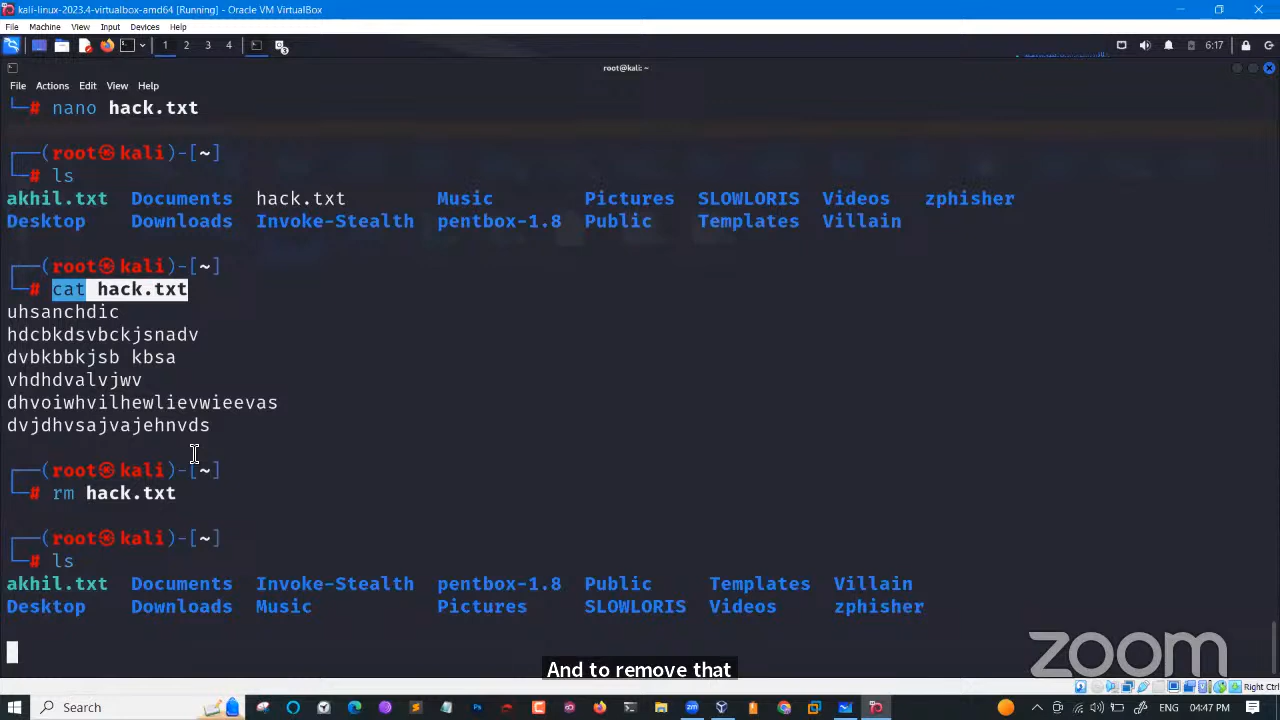 kali-linux-2023.4-virtualbox-amd64 [Running] - Oracle VM VirtualBox
File Machine View Input Devices Help
1 2 3 4 6:17
root@kali: ~
File Actions Edit View Help
└─# nano hack.txt
┌──(root㉿kali)-[~]
└─# ls
akhil.txt Documents hack.txt Music Pictures SLOWLORIS Videos zphisher
Desktop Downloads Invoke-Stealth pentbox-1.8 Public Templates Villain
┌──(root㉿kali)-[~]
└─# cat hack.txt
uhsanchdic
hdcbkdsvbckjsnadv
dvbkbbkjsb kbsa
vhdhdvalvjwv
dhvoiwhvilhewlievwieevas
dvjdhvsajvajehnvds
┌──(root㉿kali)-[~]
└─# rm hack.txt
┌──(root㉿kali)-[~]
└─# ls
akhil.txt Documents Invoke-Stealth pentbox-1.8 Public Templates Villain
Desktop Downloads Music Pictures SLOWLORIS Videos zphisher
zoom
And to remove that
Right Ctrl
Search 04:47 PM